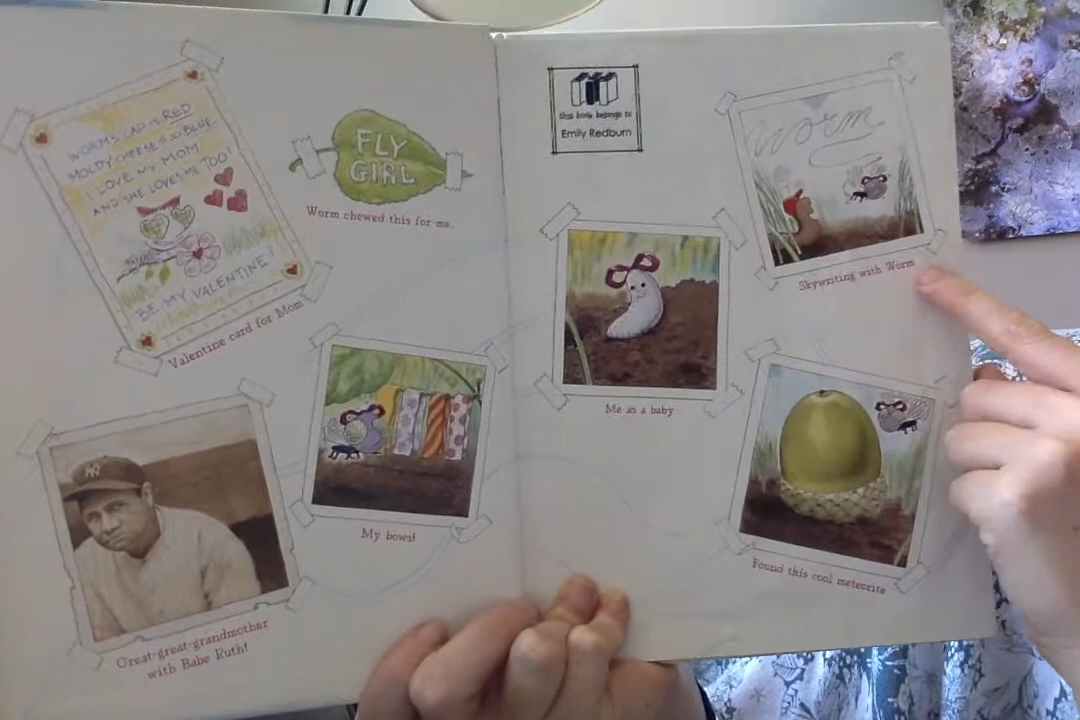 WORM'S CAP IS RED
MOLDY CHEESE IS SO BLUE.
I LOVE MY MOM
AND SHE LOVES ME TOO!
BE MY VALENTINE?
Valentine card for Mom
FLY
GIRL
Worm chewed this for me.
My bows!
Great-great-grandmother
with Babe Ruth!
this book belongs to
Emily Redburn
Worm
Skywriting with Worm
Me as a baby
Found this cool meteorite